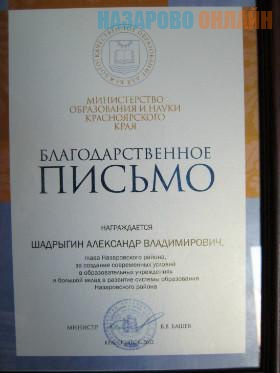 НАЗАРОВО ОНЛАЙН
МИНИСТЕРСТВО
ОБРАЗОВАНИЯ И НАУКИ
КРАСНОЯРСКОГО
КРАЯ
БЛАГОДАРСТВЕННОЕ
ПИСЬМО
НАГРАЖДАЕТСЯ
ШАДРЫГИН АЛЕКСАНДР ВЛАДИМИРОВИЧ,
глава Назаровского района,
за создание современных условий
в образовательных учреждениях
и большой вклад в развитие системы образования
Назаровского района
МИНИСТР
В.В. БАШЕВ